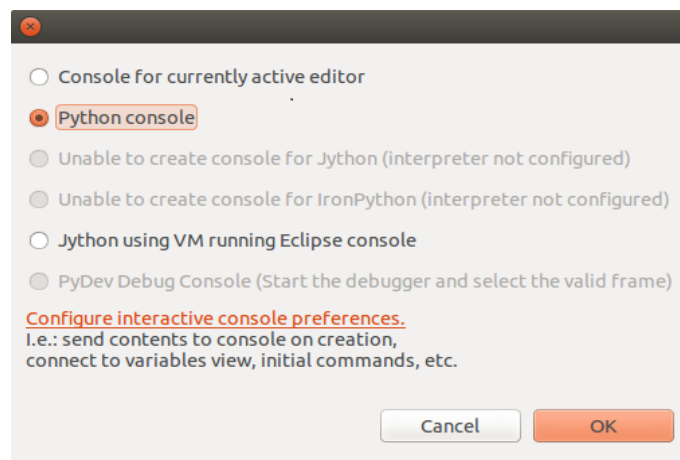 Console for currently active editor
Python console
Unable to create console for Jython (interpreter not configured)
Unable to create console for IronPython (interpreter not configured)
Jython using VM running Eclipse console
PyDev Debug Console (Start the debugger and select the valid frame)
Configure interactive console preferences.
I.e.: send contents to console on creation,
connect to variables view, initial commands, etc.
Cancel OK